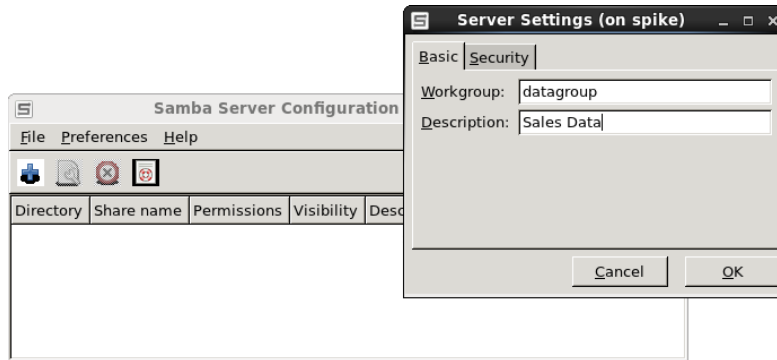 Server Settings (on spike)
Basic Security
Workgroup: datagroup
Description: Sales Data
Cancel OK
Samba Server Configuration
File Preferences Help
Directory Share name Permissions Visibility Desc